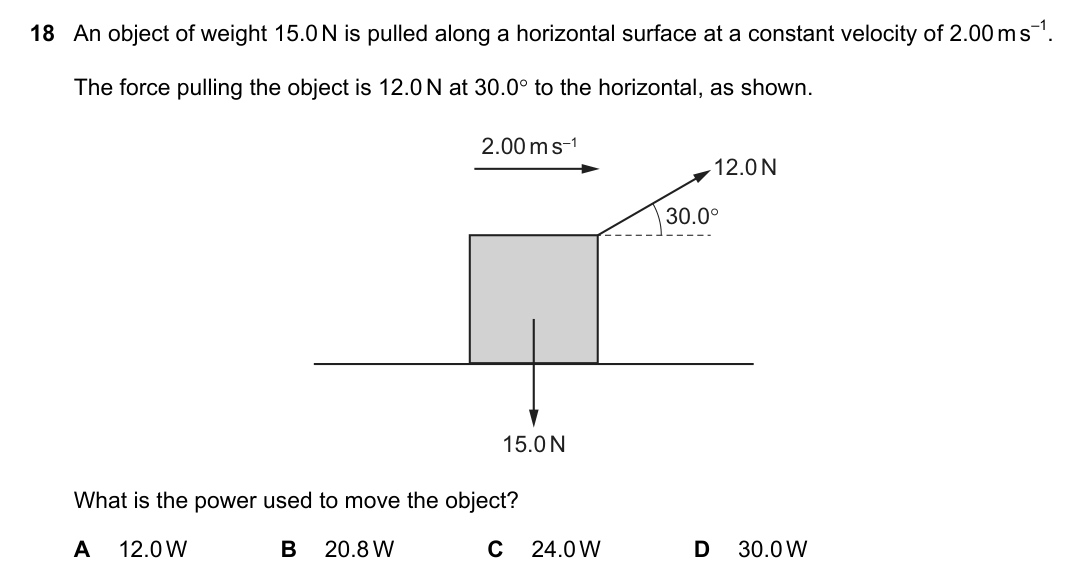 18 An object of weight 15.0 N is pulled along a horizontal surface at a constant velocity of 2.00 m s⁻¹.
The force pulling the object is 12.0 N at 30.0° to the horizontal, as shown.
2.00 m s⁻¹
12.0 N
30.0°
15.0 N
What is the power used to move the object?
A 12.0 W B 20.8 W C 24.0 W D 30.0 W